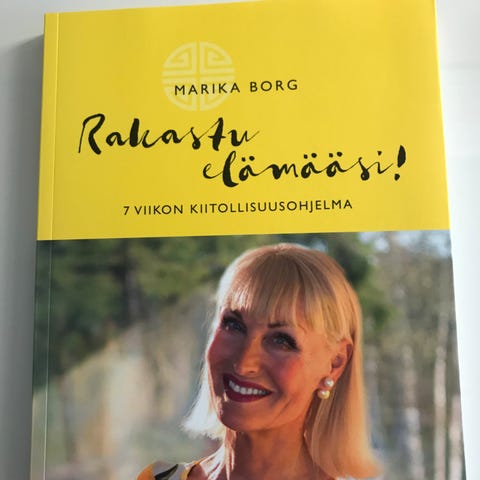 MARIKA BORG
Rakastu
elämääsi!
7 VIIKON KIITOLLISUUSOHJELMA